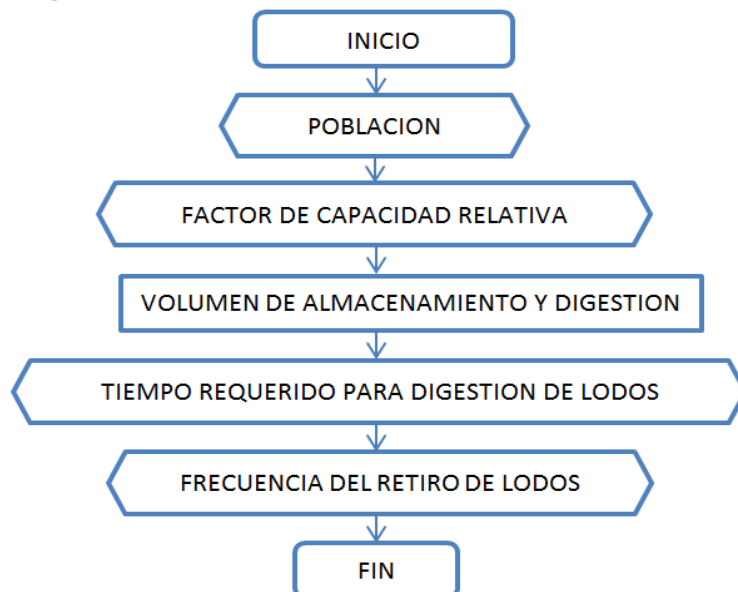 INICIO
POBLACION
FACTOR DE CAPACIDAD RELATIVA
VOLUMEN DE ALMACENAMIENTO Y DIGESTION
TIEMPO REQUERIDO PARA DIGESTION DE LODOS
FRECUENCIA DEL RETIRO DE LODOS
FIN